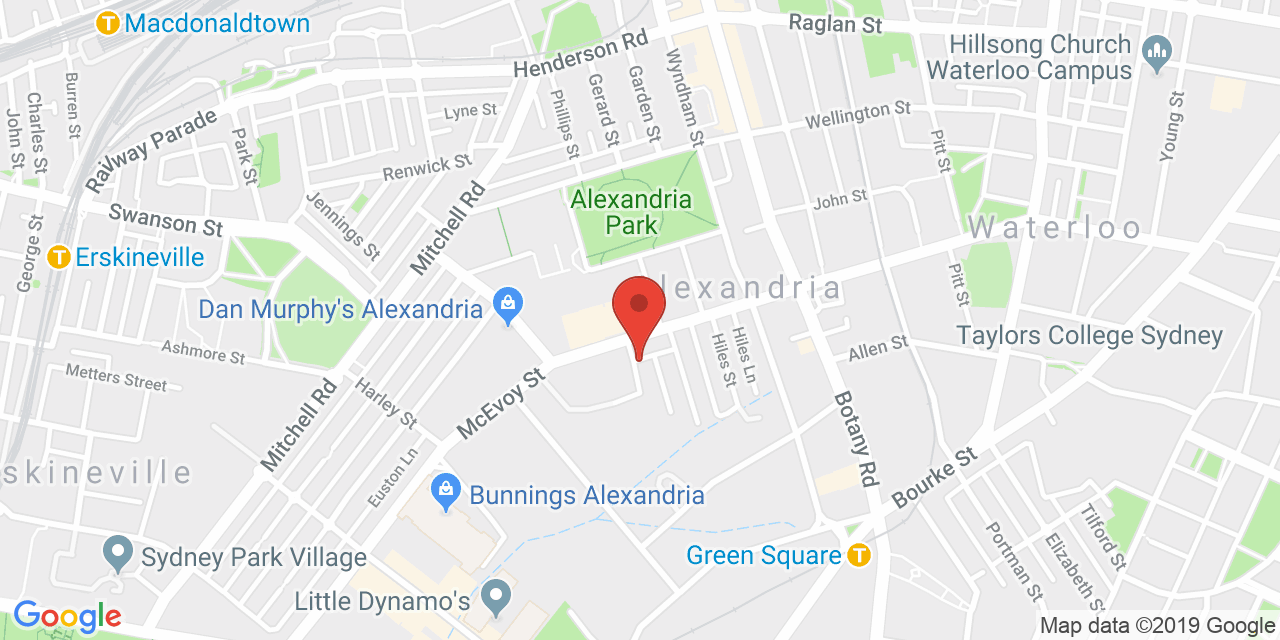 Macdonaldtown
Raglan St
Henderson Rd
Hillsong Church
Waterloo Campus
Burren St
Charles St
John St
Railway Parade
Park St
Lyne St
Phillips St
Gerard St
Garden St
Wyndham St
Wellington St
Pitt St
Young St
Renwick St
Swanson St
Jennings St
Mitchell Rd
Alexandria
Park
John St
Waterloo
George St
Erskineville
Dan Murphy's Alexandria
lexandria
Pitt St
Ashmore St
Metters Street
Harley St
Mitchell Rd
McEvoy St
Hiles St
Hiles Ln
Allen St
Taylors College Sydney
Botany Rd
Bourke St
skineville
Euston Ln
Bunnings Alexandria
Sydney Park Village
Little Dynamo's
Green Square
Portman St
Elizabeth St
Tilford St
Google
Map data ©2019 Google